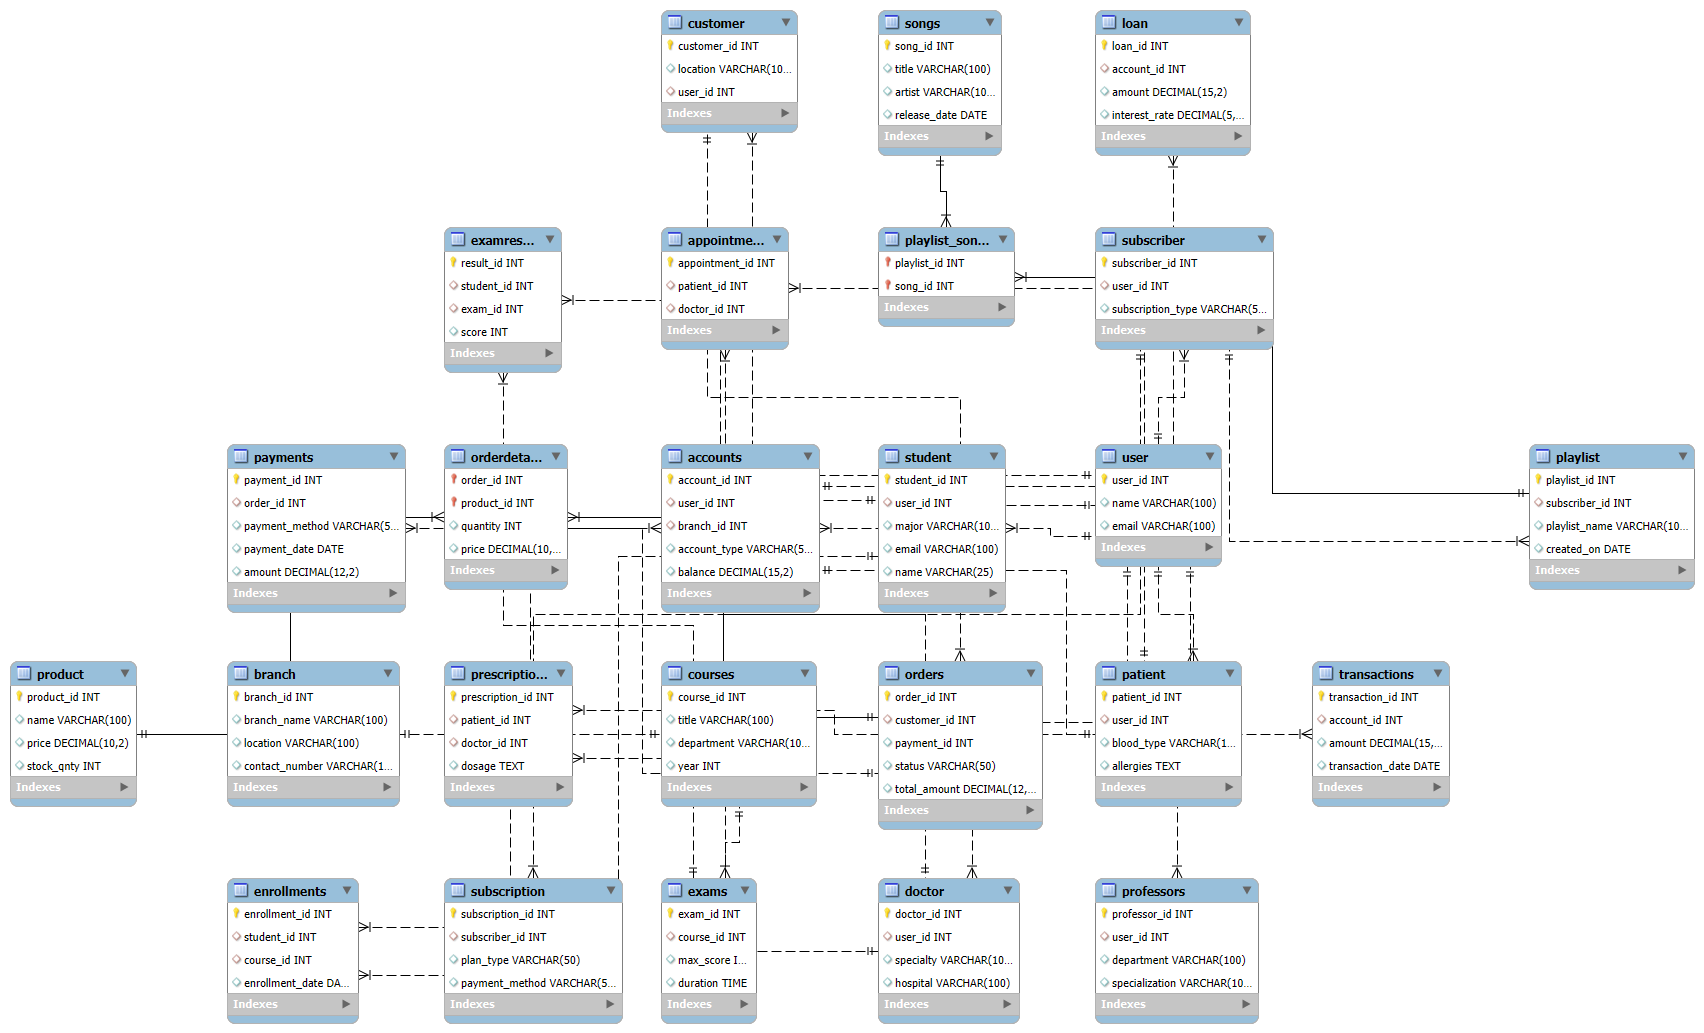 customer
customer_id INT
location VARCHAR(10...
user_id INT
Indexes
songs
song_id INT
title VARCHAR(100)
artist VARCHAR(10...
release_date DATE
Indexes
loan
loan_id INT
account_id INT
amount DECIMAL(15,2)
interest_rate DECIMAL(5,...
Indexes
examres...
result_id INT
student_id INT
exam_id INT
score INT
Indexes
appointme...
appointment_id INT
patient_id INT
doctor_id INT
Indexes
playlist_son...
playlist_id INT
song_id INT
Indexes
subscriber
subscriber_id INT
user_id INT
subscription_type VARCHAR(5...
Indexes
payments
payment_id INT
order_id INT
payment_method VARCHAR(5...
payment_date DATE
amount DECIMAL(12,2)
Indexes
orderdeta...
order_id INT
product_id INT
quantity INT
price DECIMAL(10,...
Indexes
accounts
account_id INT
user_id INT
branch_id INT
account_type VARCHAR(5...
balance DECIMAL(15,2)
Indexes
student
student_id INT
user_id INT
major VARCHAR(10...
email VARCHAR(100)
name VARCHAR(25)
Indexes
user
user_id INT
name VARCHAR(100)
email VARCHAR(100)
Indexes
playlist
playlist_id INT
subscriber_id INT
playlist_name VARCHAR(10...
created_on DATE
Indexes
product
product_id INT
name VARCHAR(100)
price DECIMAL(10,2)
stock_qnty INT
Indexes
branch
branch_id INT
branch_name VARCHAR(100)
location VARCHAR(100)
contact_number VARCHAR(1...
Indexes
prescriptio...
prescription_id INT
patient_id INT
doctor_id INT
dosage TEXT
Indexes
courses
course_id INT
title VARCHAR(100)
department VARCHAR(10...
year INT
Indexes
orders
order_id INT
customer_id INT
payment_id INT
status VARCHAR(50)
total_amount DECIMAL(12,...
Indexes
patient
patient_id INT
user_id INT
blood_type VARCHAR(1...
allergies TEXT
Indexes
transactions
transaction_id INT
account_id INT
amount DECIMAL(15,...
transaction_date DATE
Indexes
enrollments
enrollment_id INT
student_id INT
course_id INT
enrollment_date DA...
Indexes
subscription
subscription_id INT
subscriber_id INT
plan_type VARCHAR(50)
payment_method VARCHAR(5...
Indexes
exams
exam_id INT
course_id INT
max_score I...
duration TIME
Indexes
doctor
doctor_id INT
user_id INT
specialty VARCHAR(10...
hospital VARCHAR(100)
Indexes
professors
professor_id INT
user_id INT
department VARCHAR(100)
specialization VARCHAR(10...
Indexes